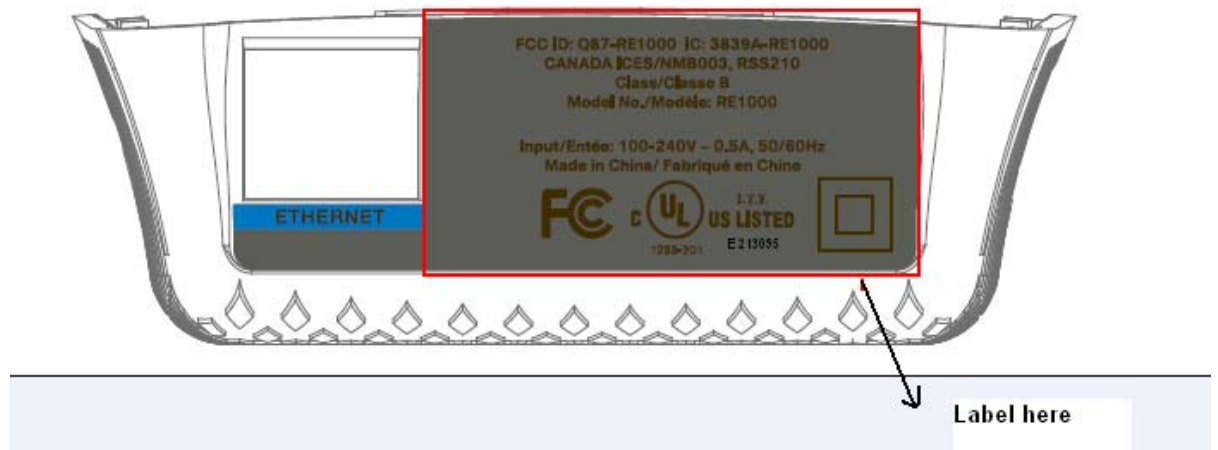 FCC ID: Q87-RE1000 IC: 3839A-RE1000
CANADA ICES/NMB003, RSS210
Class/Classe B
Model No./Modèle: RE1000
Input/Entée: 100-240V ~ 0.5A, 50/60Hz
Made in China/ Fabriqué en Chine
ETHERNET
FC
C UL US LISTED
I.T.E.
E213095
Label here